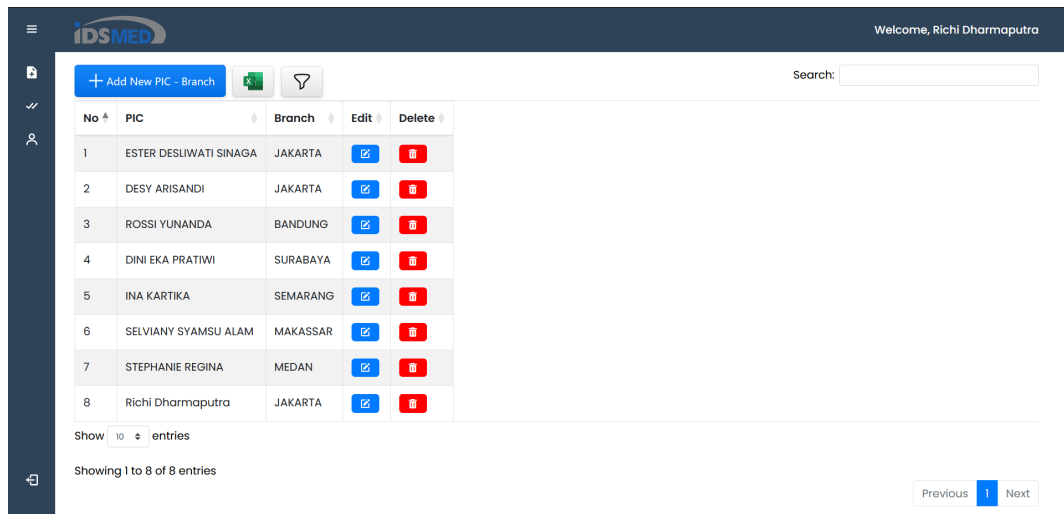 iDSMED
Welcome, Richi Dharmaputra
Add New PIC - Branch
Search:
No PIC Branch Edit Delete
1 ESTER DESLIWATI SINAGA JAKARTA
2 DESY ARISANDI JAKARTA
3 ROSSI YUNANDA BANDUNG
4 DINI EKA PRATIWI SURABAYA
5 INA KARTIKA SEMARANG
6 SELVIANY SYAMSU ALAM MAKASSAR
7 STEPHANIE REGINA MEDAN
8 Richi Dharmaputra JAKARTA
Show 10 entries
Showing 1 to 8 of 8 entries
Previous 1 Next